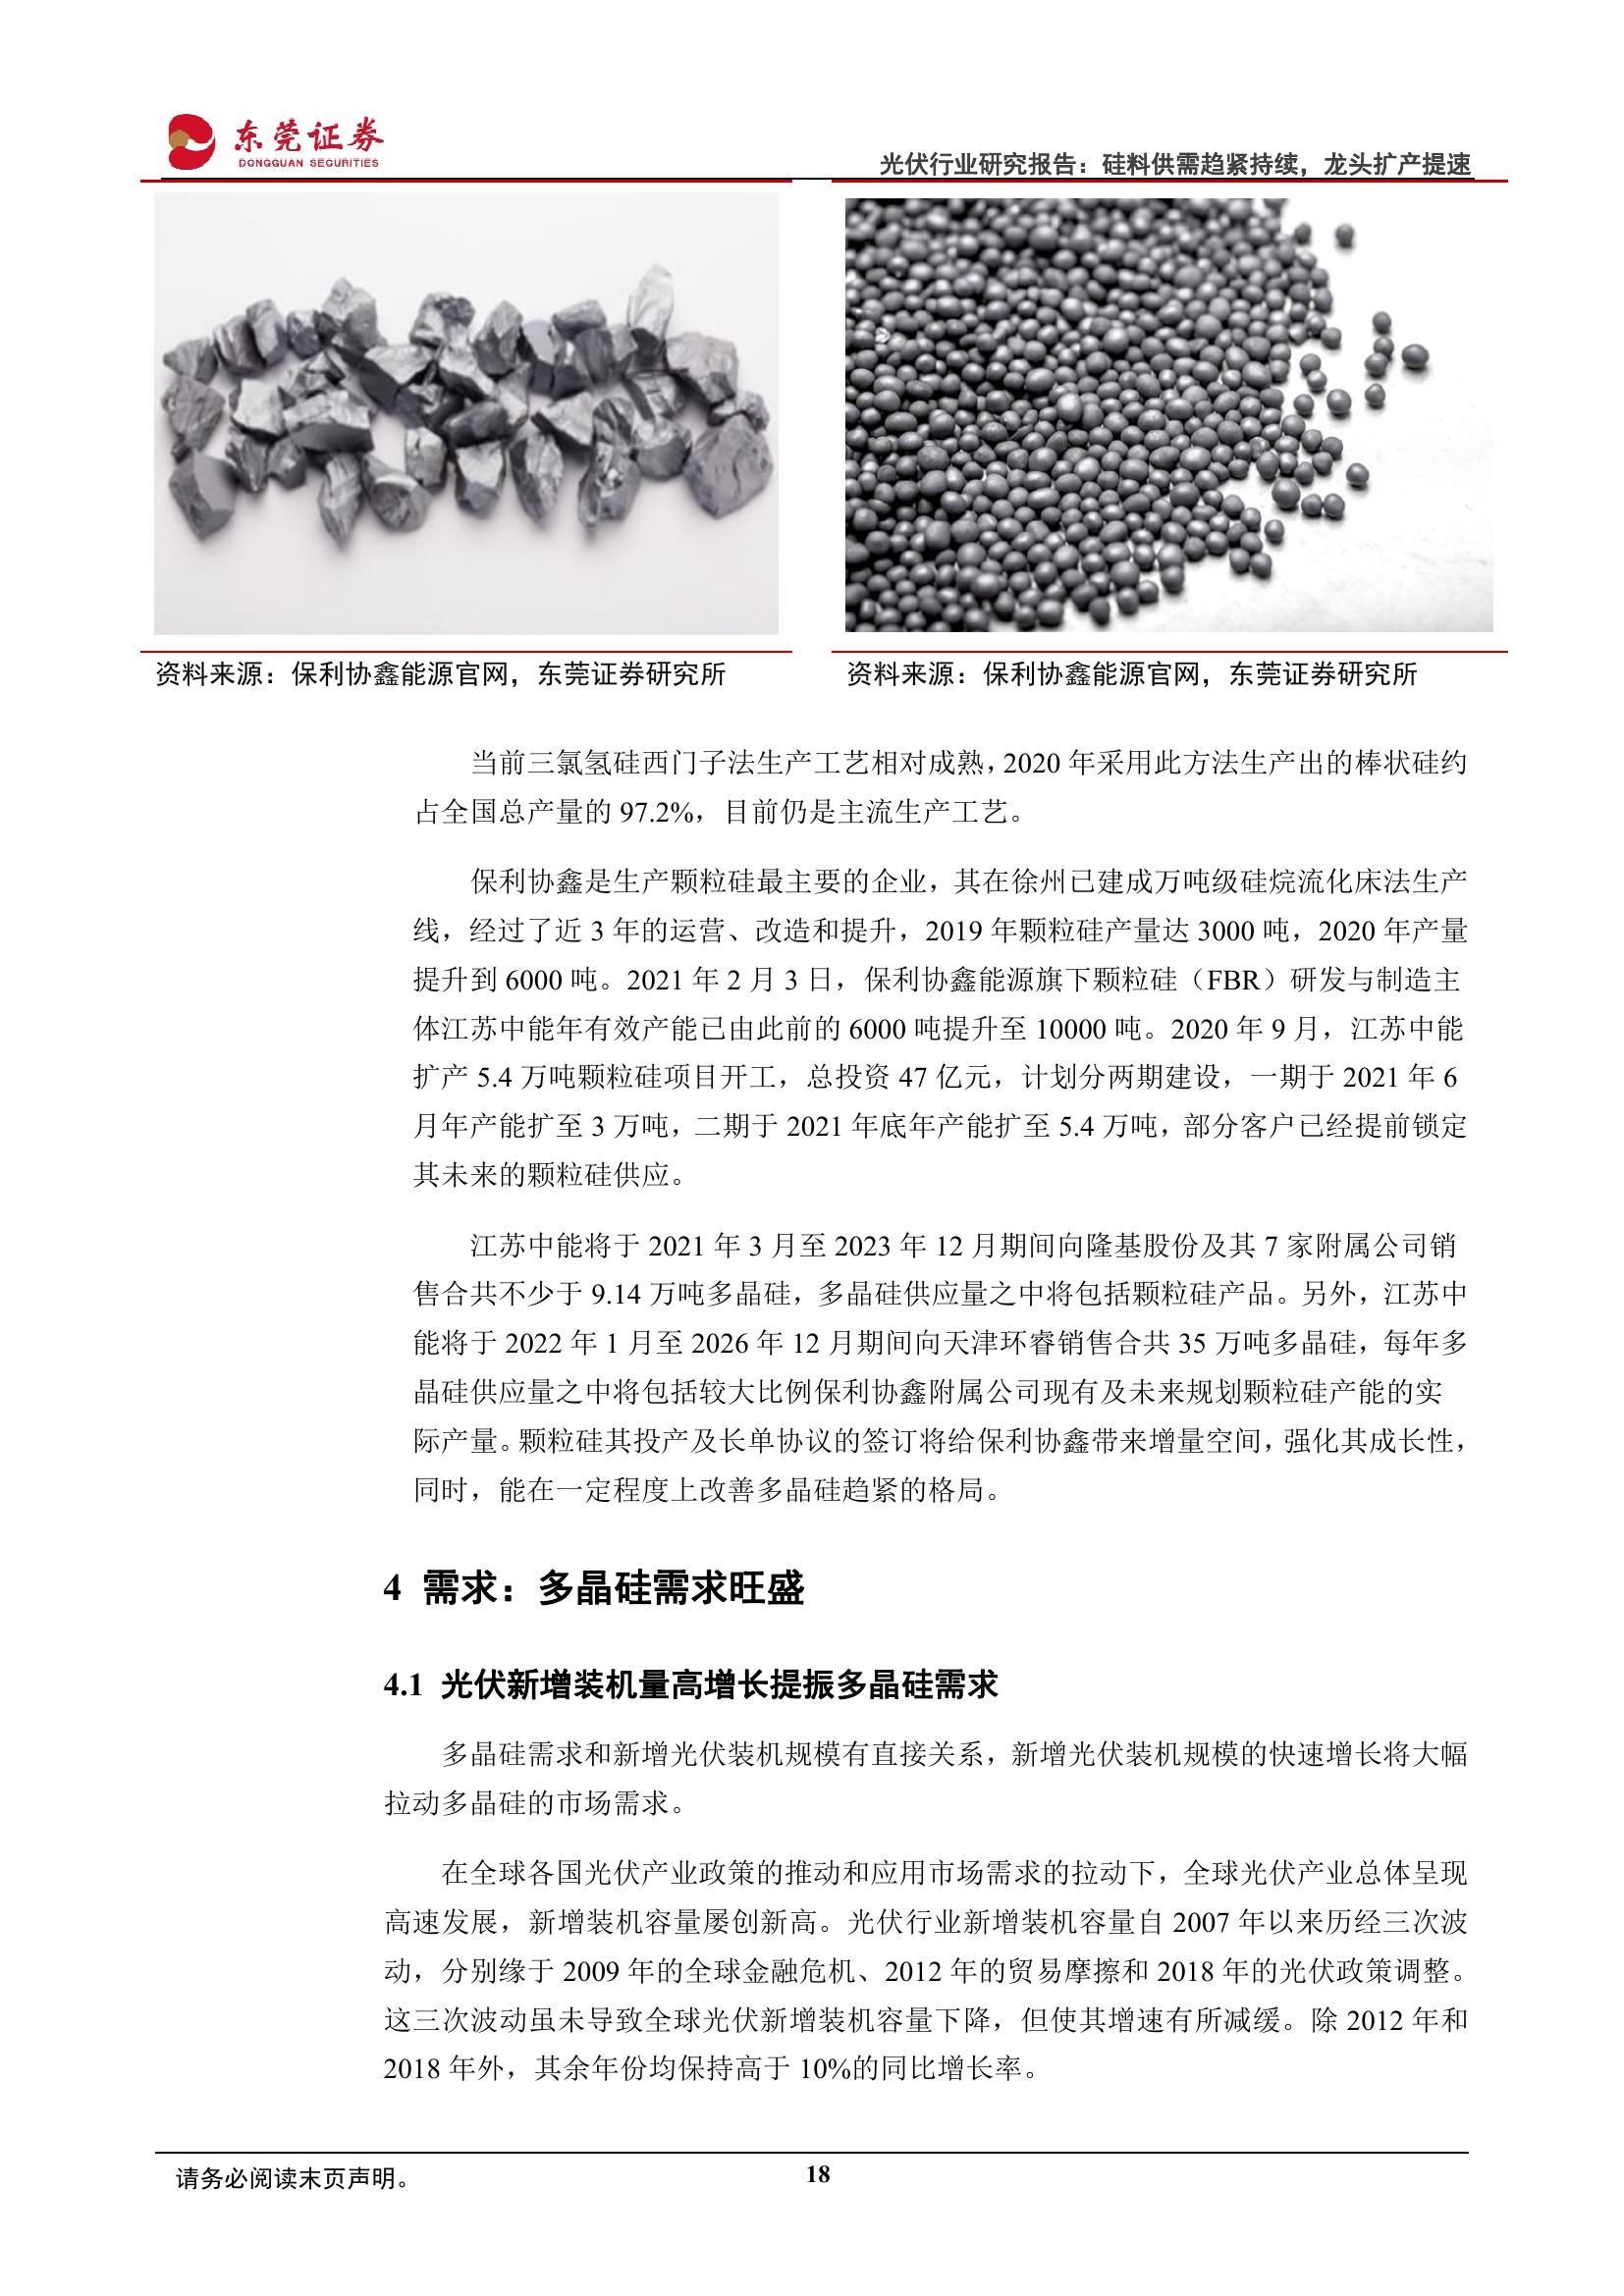 东莞证券
DONGGUAN SECURITIES
光伏行业研究报告：硅料供需趋紧持续，龙头扩产提速
资料来源：保利协鑫能源官网，东莞证券研究所
资料来源：保利协鑫能源官网，东莞证券研究所
当前三氯氢硅西门子法生产工艺相对成熟，2020 年采用此方法生产出的棒状硅约
占全国总产量的 97.2%，目前仍是主流生产工艺。
保利协鑫是生产颗粒硅最主要的企业，其在徐州已建成万吨级硅烷流化床法生产
线，经过了近 3 年的运营、改造和提升，2019 年颗粒硅产量达 3000 吨，2020 年产量
提升到 6000 吨。2021 年 2 月 3 日，保利协鑫能源旗下颗粒硅（FBR）研发与制造主
体江苏中能年有效产能已由此前的 6000 吨提升至 10000 吨。2020 年 9 月，江苏中能
扩产 5.4 万吨颗粒硅项目开工，总投资 47 亿元，计划分两期建设，一期于 2021 年 6
月年产能扩至 3 万吨，二期于 2021 年底年产能扩至 5.4 万吨，部分客户已经提前锁定
其未来的颗粒硅供应。
江苏中能将于 2021 年 3 月至 2023 年 12 月期间向隆基股份及其 7 家附属公司销
售合共不少于 9.14 万吨多晶硅，多晶硅供应量之中将包括颗粒硅产品。另外，江苏中
能将于 2022 年 1 月至 2026 年 12 月期间向天津环睿销售合共 35 万吨多晶硅，每年多
晶硅供应量之中将包括较大比例保利协鑫附属公司现有及未来规划颗粒硅产能的实
际产量。颗粒硅其投产及长单协议的签订将给保利协鑫带来增量空间，强化其成长性，
同时，能在一定程度上改善多晶硅趋紧的格局。
4 需求：多晶硅需求旺盛
4.1 光伏新增装机量高增长提振多晶硅需求
多晶硅需求和新增光伏装机规模有直接关系，新增光伏装机规模的快速增长将大幅
拉动多晶硅的市场需求。
在全球各国光伏产业政策的推动和应用市场需求的拉动下，全球光伏产业总体呈现
高速发展，新增装机容量屡创新高。光伏行业新增装机容量自 2007 年以来历经三次波
动，分别缘于 2009 年的全球金融危机、2012 年的贸易摩擦和 2018 年的光伏政策调整。
这三次波动虽未导致全球光伏新增装机容量下降，但使其增速有所减缓。除 2012 年和
2018 年外，其余年份均保持高于 10%的同比增长率。
请务必阅读末页声明。
18